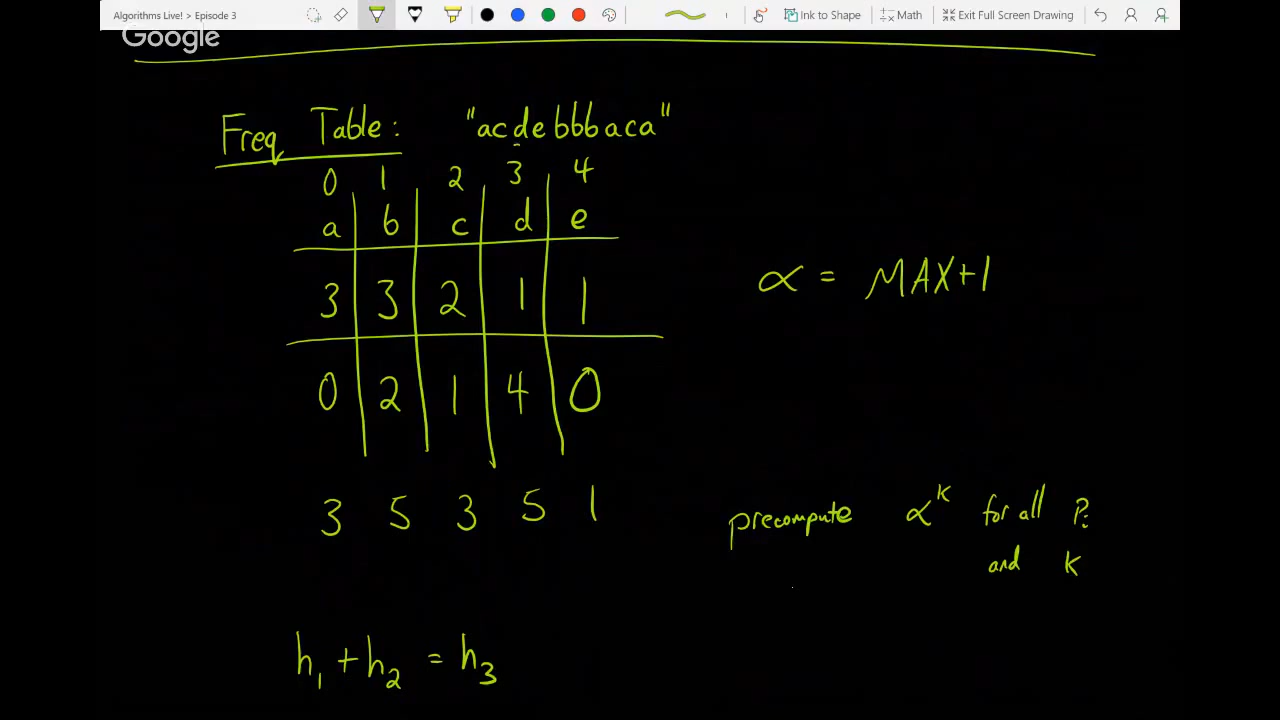 Algorithms Live! > Episode 3
Ink to Shape
Math
Exit Full Screen Drawing
Google
Freq Table: "acdebbbaca"
0 1 2 3 4
a b c d e
3 3 2 1 1
0 2 1 4 0
3 5 3 5 1
h₁ + h₂ = h₃
α = MAX+1
precompute α^k for all Pᵢ
and k